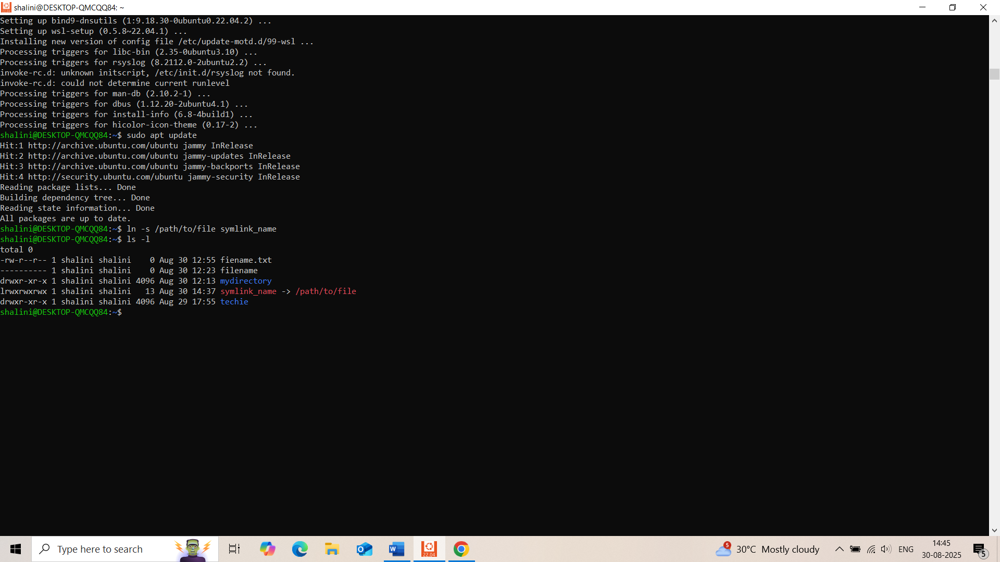 shalini@DESKTOP-QMCQQ84: ~
Setting up bind9-dnsutils (1:9.18.30-0ubuntu0.22.04.2) ...
Setting up wsl-setup (0.5.8~22.04.1) ...
Installing new version of config file /etc/update-motd.d/99-wsl ...
Processing triggers for libc-bin (2.35-0ubuntu3.10) ...
Processing triggers for rsyslog (8.2112.0-2ubuntu2.2) ...
invoke-rc.d: unknown initscript, /etc/init.d/rsyslog not found.
invoke-rc.d: could not determine current runlevel
Processing triggers for man-db (2.10.2-1) ...
Processing triggers for dbus (1.12.20-2ubuntu4.1) ...
Processing triggers for install-info (6.8-4build1) ...
Processing triggers for hicolor-icon-theme (0.17-2) ...
shalini@DESKTOP-QMCQQ84:~$ sudo apt update
Hit:1 http://archive.ubuntu.com/ubuntu jammy InRelease
Hit:2 http://archive.ubuntu.com/ubuntu jammy-updates InRelease
Hit:3 http://archive.ubuntu.com/ubuntu jammy-backports InRelease
Hit:4 http://security.ubuntu.com/ubuntu jammy-security InRelease
Reading package lists... Done
Building dependency tree... Done
Reading state information... Done
All packages are up to date.
shalini@DESKTOP-QMCQQ84:~$ ln -s /path/to/file symlink_name
shalini@DESKTOP-QMCQQ84:~$ ls -l
total 0
-rw-r--r-- 1 shalini shalini    0 Aug 30 12:55 fiename.txt
---------- 1 shalini shalini    0 Aug 30 12:23 filename
drwxr-xr-x 1 shalini shalini 4096 Aug 30 12:13 mydirectory
lrwxrwxrwx 1 shalini shalini   13 Aug 30 14:37 symlink_name -> /path/to/file
drwxr-xr-x 1 shalini shalini 4096 Aug 29 17:55 techie
shalini@DESKTOP-QMCQQ84:~$
Type here to search
22.04
5
30°C Mostly cloudy
ENG
14:45
30-08-2025
5